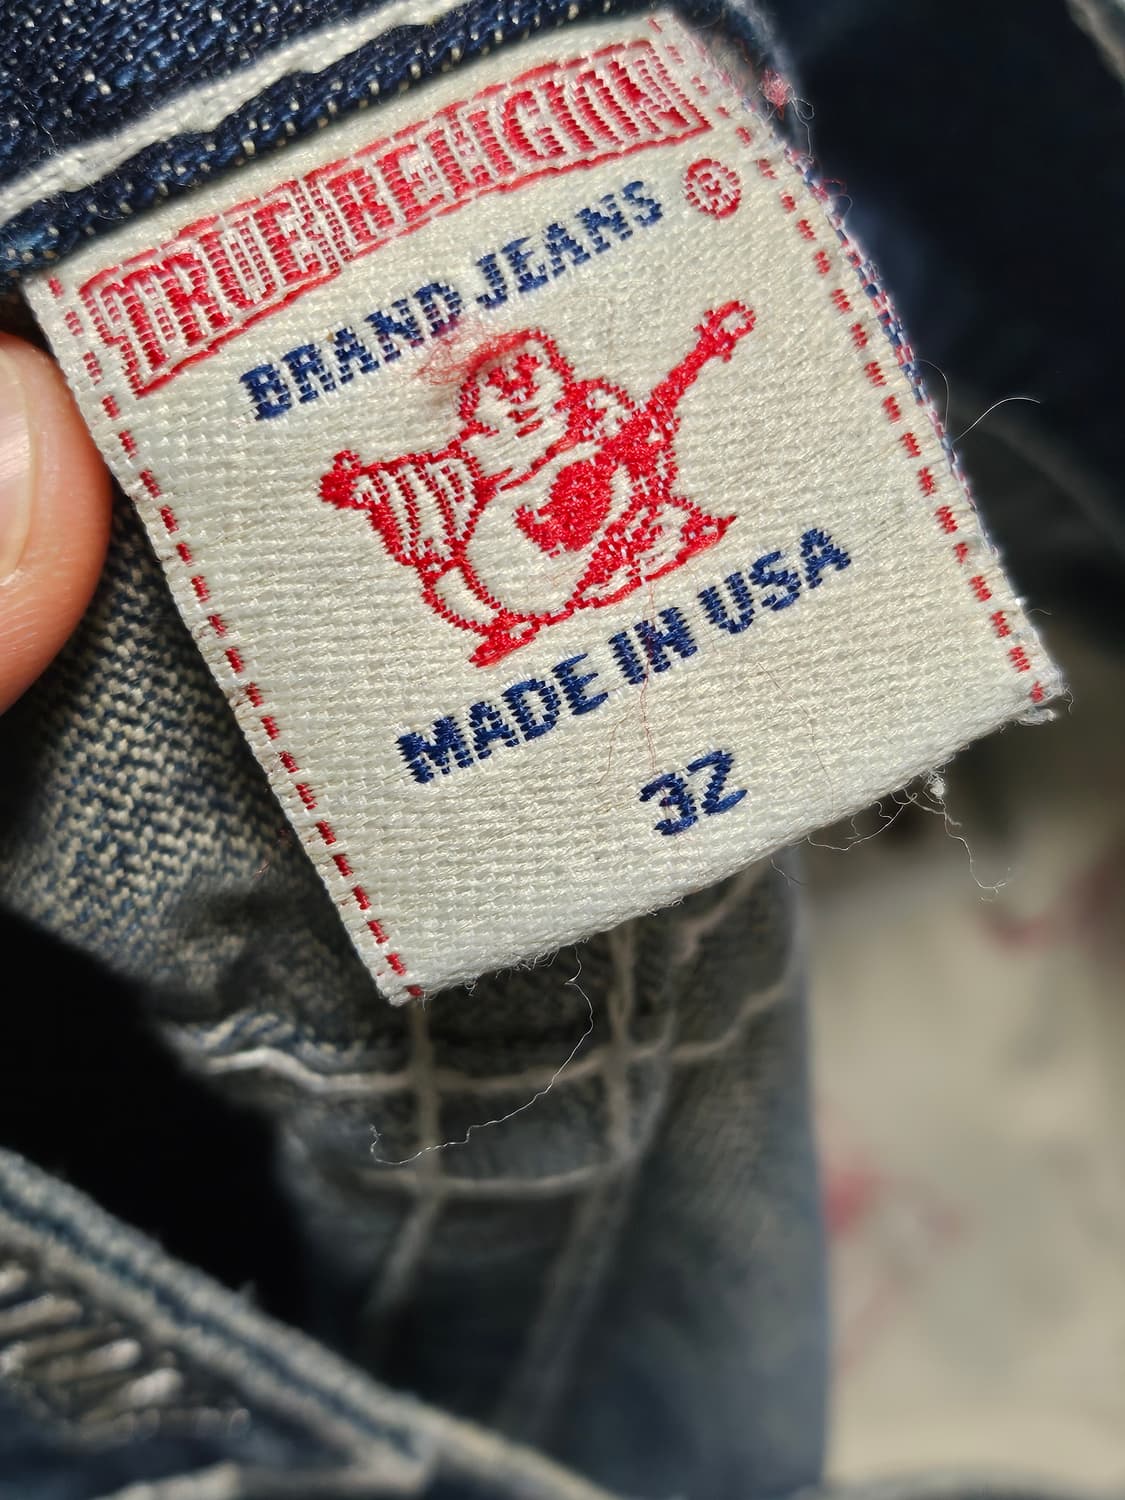 TRUE RELIGION
BRAND JEANS ®
MADE IN USA
32